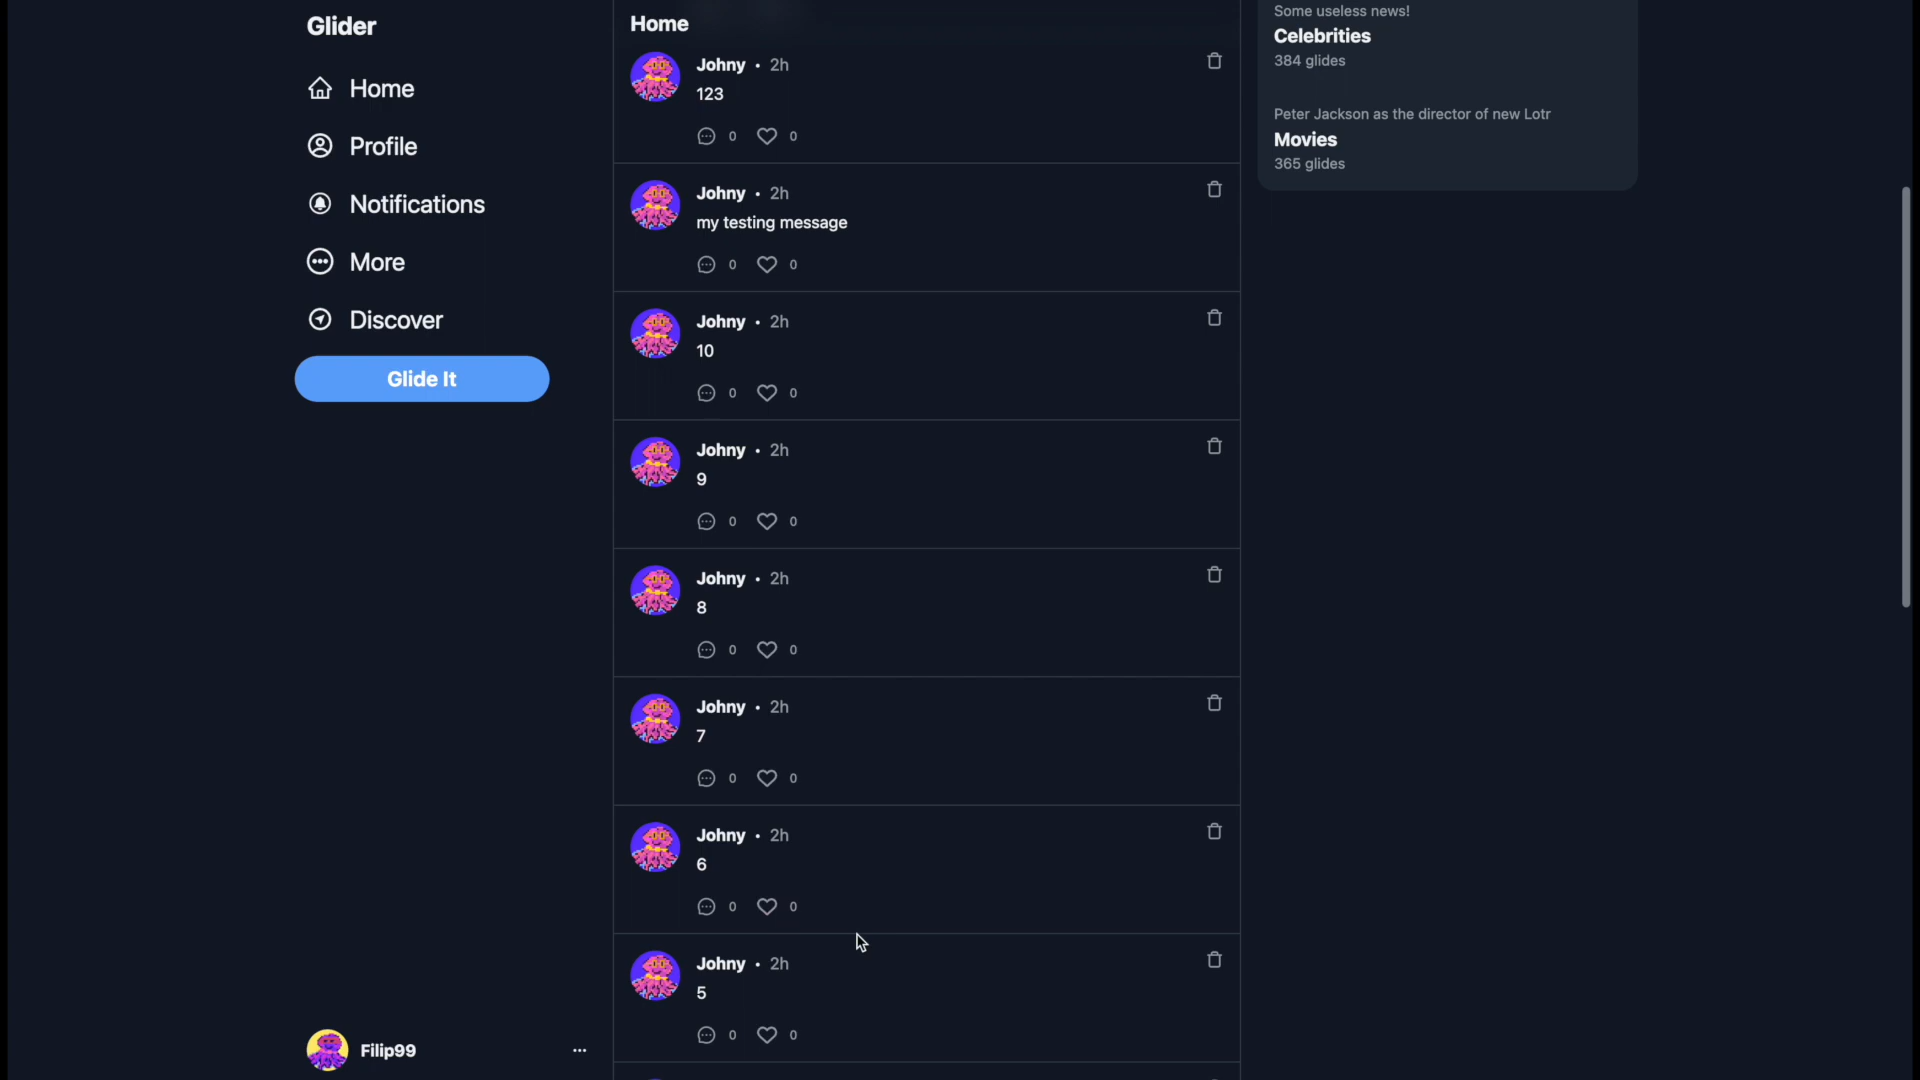 Glider
Home
Profile
Notifications
More
Discover
Glide It
Filip99
Home
Johny • 2h
123
0 0
Johny • 2h
my testing message
0 0
Johny • 2h
10
0 0
Johny • 2h
9
0 0
Johny • 2h
8
0 0
Johny • 2h
7
0 0
Johny • 2h
6
0 0
Johny • 2h
5
0 0
Some useless news!
Celebrities
384 glides
Peter Jackson as the director of new Lotr
Movies
365 glides